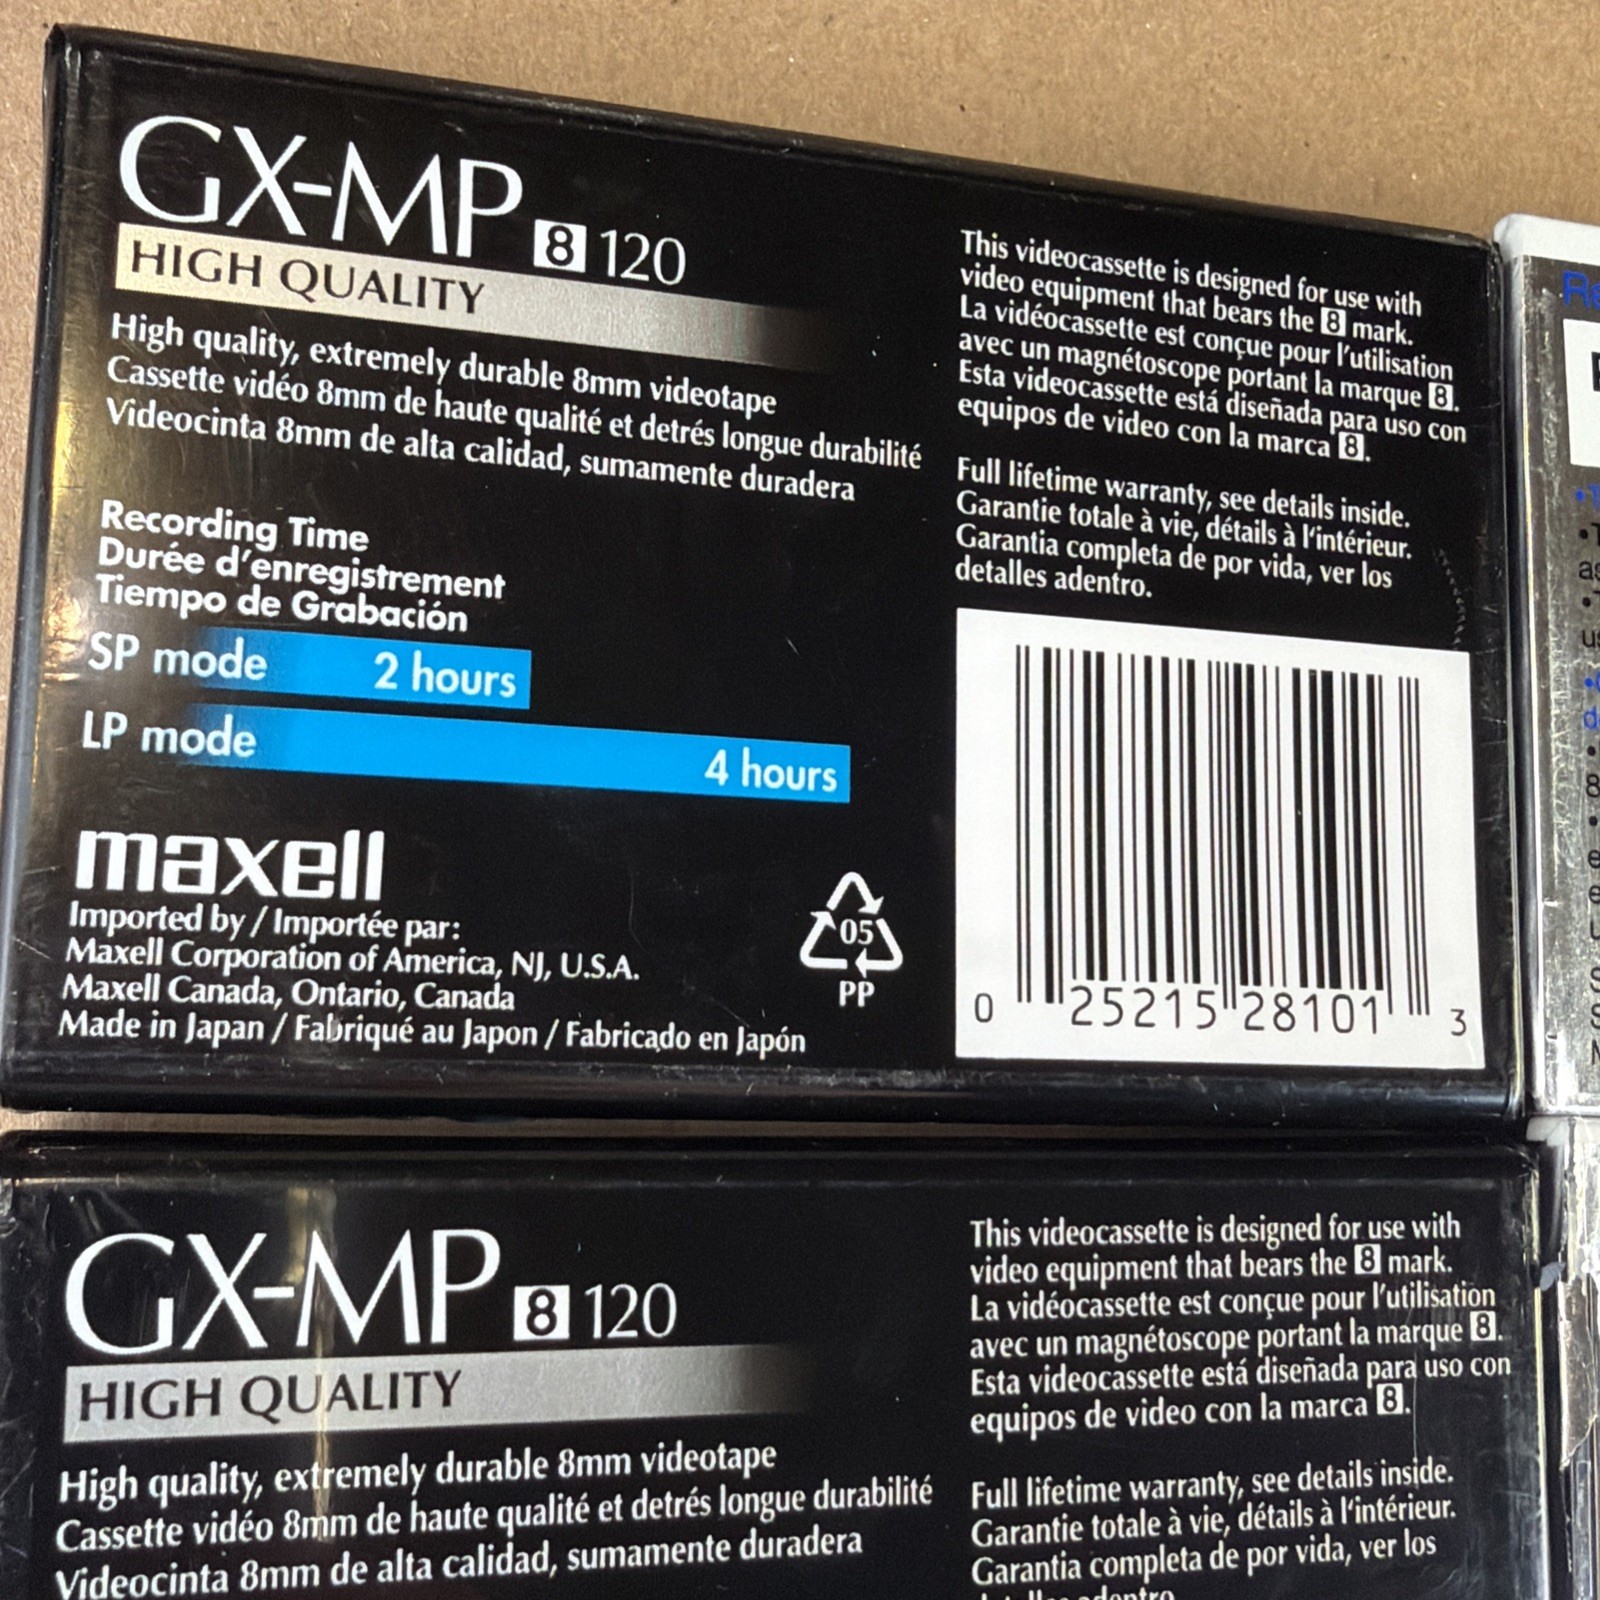 GX-MP 8 120
HIGH QUALITY
High quality, extremely durable 8mm videotape
Cassette vidéo 8mm de haute qualité et detrés longue durabilité
Videocinta 8mm de alta calidad, sumamente duradera
Recording Time
Durée d'enregistrement
Tiempo de Grabación
SP mode 2 hours
LP mode 4 hours
maxell
Imported by / Importée par:
Maxell Corporation of America, NJ, U.S.A.
Maxell Canada, Ontario, Canada
Made in Japan / Fabriqué au Japon / Fabricado en Japón
05
PP
This videocassette is designed for use with
video equipment that bears the 8 mark.
La vidéocassette est conçue pour l'utilisation
avec un magnétoscope portant la marque 8.
Esta videocassette está diseñada para uso con
equipos de video con la marca 8.
Full lifetime warranty, see details inside.
Garantie totale à vie, détails à l'intérieur.
Garantia completa de por vida, ver los
detalles adentro.
0 25215 28101 3
GX-MP 8 120
HIGH QUALITY
High quality, extremely durable 8mm videotape
Cassette vidéo 8mm de haute qualité et detrés longue durabilité
Videocinta 8mm de alta calidad, sumamente duradera
This videocassette is designed for use with
video equipment that bears the 8 mark.
La vidéocassette est conçue pour l'utilisation
avec un magnétoscope portant la marque 8.
Esta videocassette está diseñada para uso con
equipos de video con la marca 8.
Full lifetime warranty, see details inside.
Garantie totale à vie, détails à l'intérieur.
Garantia completa de por vida, ver los